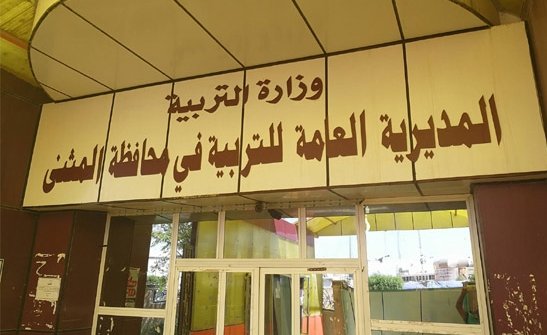 وزارة التربية
المديرية العامة للتربية في محافظة المثنى